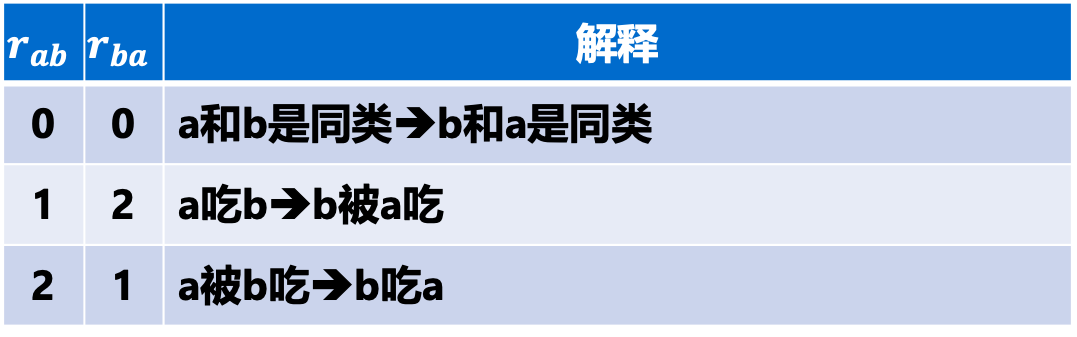 r_ab r_ba 解释
0 0 a和b是同类➔b和a是同类
1 2 a吃b➔b被a吃
2 1 a被b吃➔b吃a